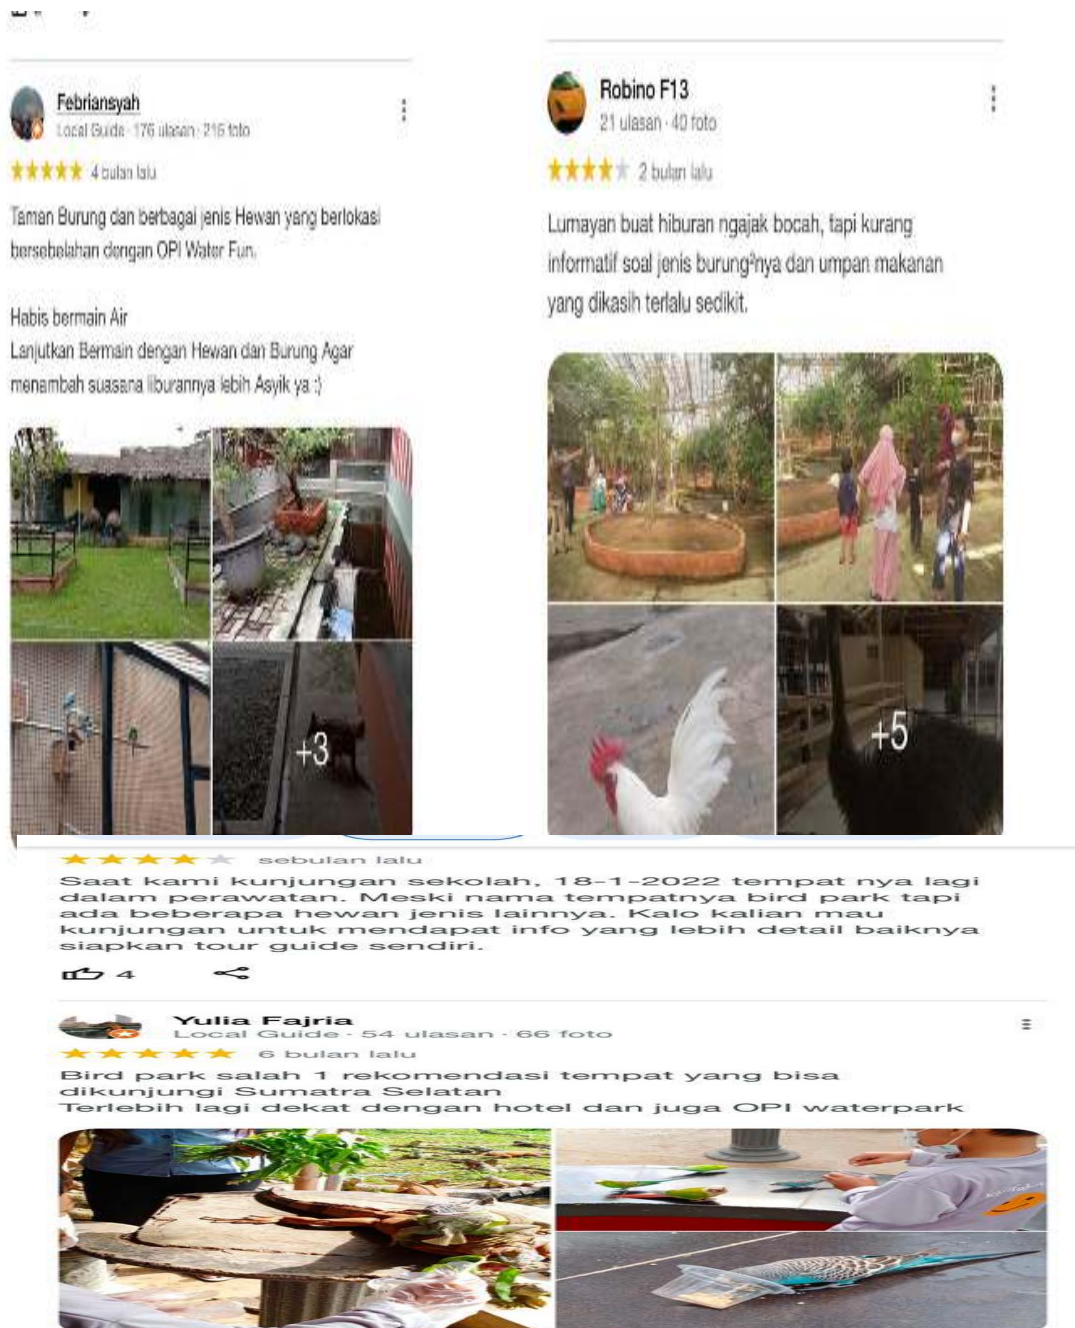 Febriansyah
Local Guide · 176 ulasan · 216 foto
4 bulan lalu
Taman Burung dan berbagai jenis Hewan yang berlokasi
bersebelahan dengan OPI Water Fun.
Habis bermain Air
Lanjutkan Bermain dengan Hewan dan Burung Agar
menambah suasana liburannya lebih Asyik ya :)
+3
Robino F13
21 ulasan · 40 foto
2 bulan lalu
Lumayan buat hiburan ngajak bocah, tapi kurang
informatif soal jenis burung²nya dan umpan makanan
yang dikasih terlalu sedikit.
+5
sebulan lalu
Saat kami kunjungan sekolah, 18-1-2022 tempat nya lagi
dalam perawatan. Meski nama tempatnya bird park tapi
ada beberapa hewan jenis lainnya. Kalo kalian mau
kunjungan untuk mendapat info yang lebih detail baiknya
siapkan tour guide sendiri.
4
Yulia Fajria
Local Guide · 54 ulasan · 66 foto
6 bulan lalu
Bird park salah 1 rekomendasi tempat yang bisa
dikunjungi Sumatra Selatan
Terlebih lagi dekat dengan hotel dan juga OPI waterpark